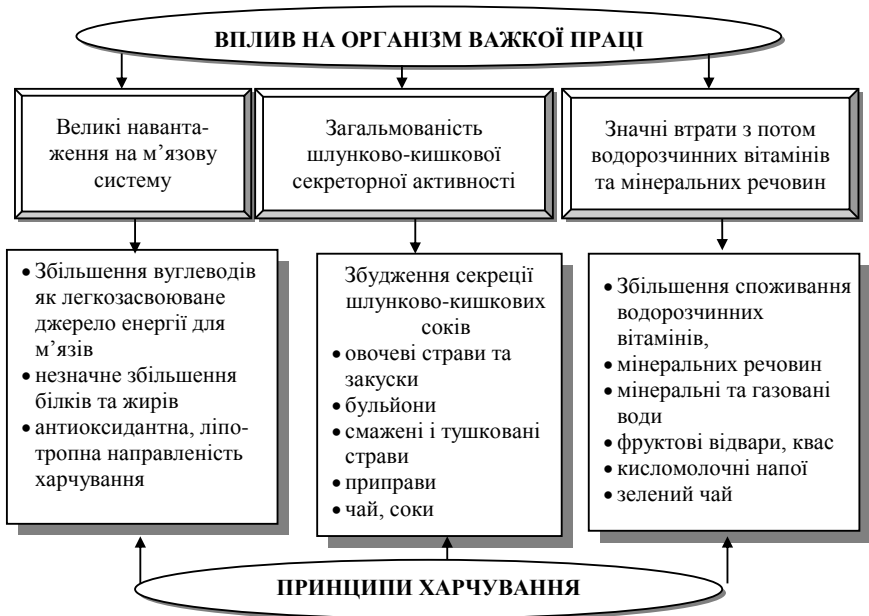 ВПЛИВ НА ОРГАНІЗМ ВАЖКОЇ ПРАЦІ
Великі наванта-
ження на м’язову
систему
Загальмованість
шлунково-кишкової
секреторної активності
Значні втрати з потом
водорозчинних вітамінів
та мінеральних речовин
• Збільшення вуглеводів
як легкозасвоюване
джерело енергії для
м’язів
• незначне збільшення
білків та жирів
• антиоксидантна, ліпо-
тропна направленість
харчування
Збудження секреції
шлунково-кишкових
соків
• овочеві страви та
закуски
• бульйони
• смажені і тушковані
страви
• приправи
• чай, соки
• Збільшення споживання
водорозчинних
вітамінів,
• мінеральних речовин
• мінеральні та газовані
води
• фруктові відвари, квас
• кисломолочні напої
• зелений чай
ПРИНЦИПИ ХАРЧУВАННЯ